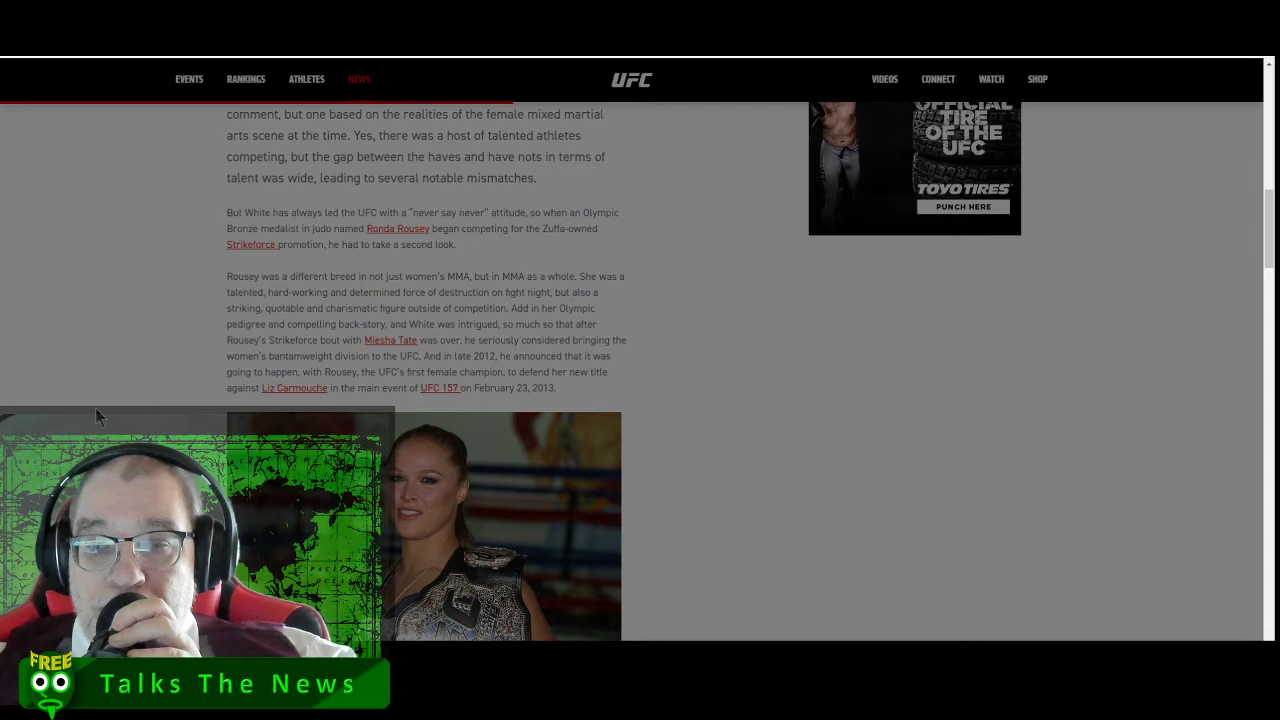 EVENTS RANKINGS ATHLETES NEWS UFC VIDEOS CONNECT WATCH SHOP
comment, but one based on the realities of the female mixed martial
arts scene at the time. Yes, there was a host of talented athletes
competing, but the gap between the haves and have nots in terms of
talent was wide, leading to several notable mismatches.
OFFICIAL
TIRE
OF THE
UFC
TOYO TIRES
PUNCH HERE
But White has always led the UFC with a "never say never" attitude, so when an Olympic
Bronze medalist in judo named Ronda Rousey began competing for the Zuffa-owned
Strikeforce promotion, he had to take a second look.
Rousey was a different breed in not just women's MMA, but in MMA as a whole. She was a
talented, hard-working and determined force of destruction on fight night, but also a
striking, quotable and charismatic figure outside of competition. Add in her Olympic
pedigree and compelling back-story, and White was intrigued, so much so that after
Rousey's Strikeforce bout with Miesha Tate was over, he seriously considered bringing the
women's bantamweight division to the UFC. And in late 2012, he announced that it was
going to happen, with Rousey, the UFC's first female champion, to defend her new title
against Liz Carmouche in the main event of UFC 157 on February 23, 2013.
PACIFIC
FREE
Talks The News